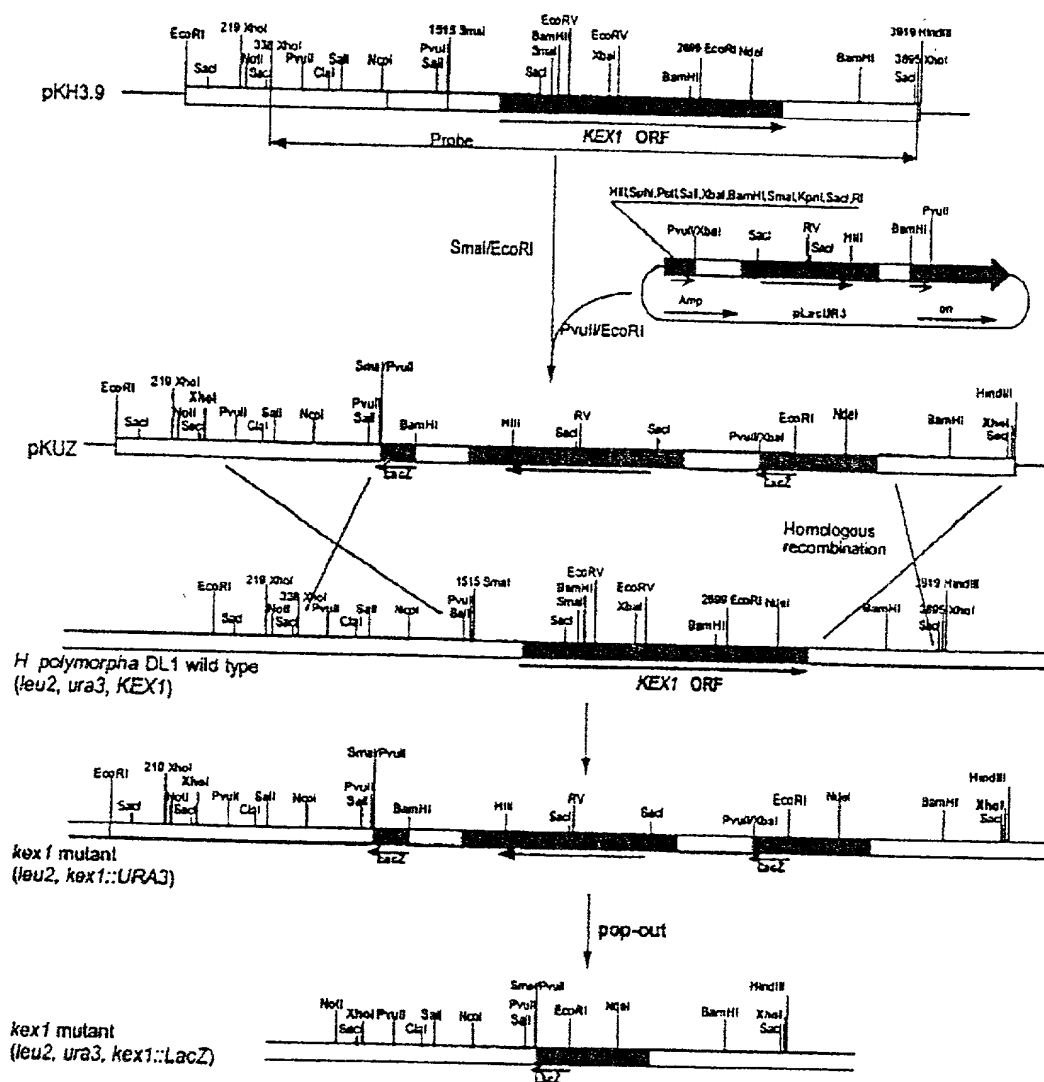 EcoRI
219 XhoI
338 XhoI
1515 SmaI
EcoRV
BamHI
SmaI
EcoRV
XbaI
2699 EcoRI
NdeI
3919 HindIII
3895 XhoI
SacI
NotI
SacI
PvuII
ClaI
SalI
NcoI
PvuII
SalI
SacI
BamHI
BamHI
SacI
pKH3.9
KEX1 ORF
Probe
HIII,SphI,PstI,SalI,XbaI,BamHI,SmaI,KpnI,SacI,RI
SmaI/EcoRI
PvuII/XbaI
SacI
RV
SacI
HIII
BamHI
PvuII
Amp
pLacUR3
ori
PvuII/EcoRI
SmaI/PvuII
EcoRI
219 XhoI
XhoI
NotI
SacI
SacI
PvuII
ClaI
SalI
NcoI
PvuII
SalI
BamHI
HIII
RV
SacI
SacI
PvuII/XbaI
EcoRI
NdeI
BamHI
HindIII
XhoI
SacI
pKUZ
LacZ
LacZ
Homologous
recombination
EcoRI
219 XhoI
338 XhoI
1515 SmaI
EcoRV
BamHI
SmaI
EcoRV
XbaI
2699 EcoRI
NdeI
3919 HindIII
3895 XhoI
SacI
NotI
SacI
PvuII
ClaI
SalI
NcoI
PvuII
SalI
SacI
BamHI
BamHI
SacI
H polymorpha DL1 wild type
(leu2, ura3, KEX1)
KEX1 ORF
SmaI/PvuII
EcoRI
219 XhoI
XhoI
SacI
NotI
SacI
PvuII
ClaI
SalI
NcoI
PvuII
SalI
BamHI
HIII
RV
SacI
SacI
PvuII/XbaI
EcoRI
NdeI
BamHI
HindIII
XhoI
SacI
LacZ
LacZ
kex1 mutant
(leu2, kex1::URA3)
pop-out
SmaI/PvuII
NotI
SacI
XhoI
PvuII
ClaI
SalI
NcoI
PvuII
SalI
EcoRI
NdeI
BamHI
HindIII
XhoI
SacI
kex1 mutant
(leu2, ura3, kex1::LacZ)
LacZ